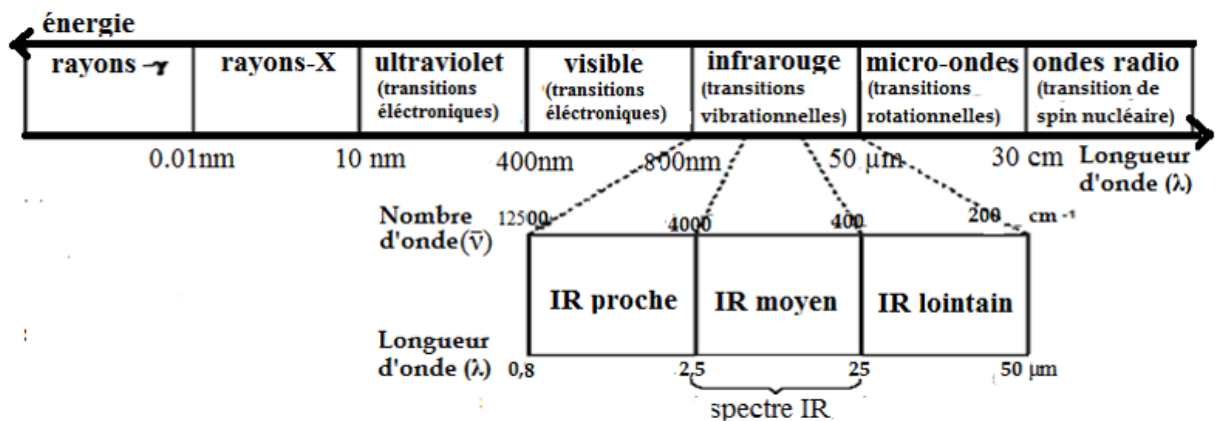 énergie
rayons -γ rayons-X ultraviolet visible infrarouge micro-ondes ondes radio
(transitions (transitions (transitions (transitions (transition de
éléctroniques) éléctroniques) vibrationnelles) rotationnelles) spin nucléaire)
0.01nm 10 nm 400nm 800nm 50 µm 30 cm Longueur
d'onde (λ)
Nombre 12500 4000 400 200 cm -1
d'onde(ν̅)
IR proche IR moyen IR lointain
Longueur
d'onde (λ) 0,8 2,5 25 50 µm
spectre IR